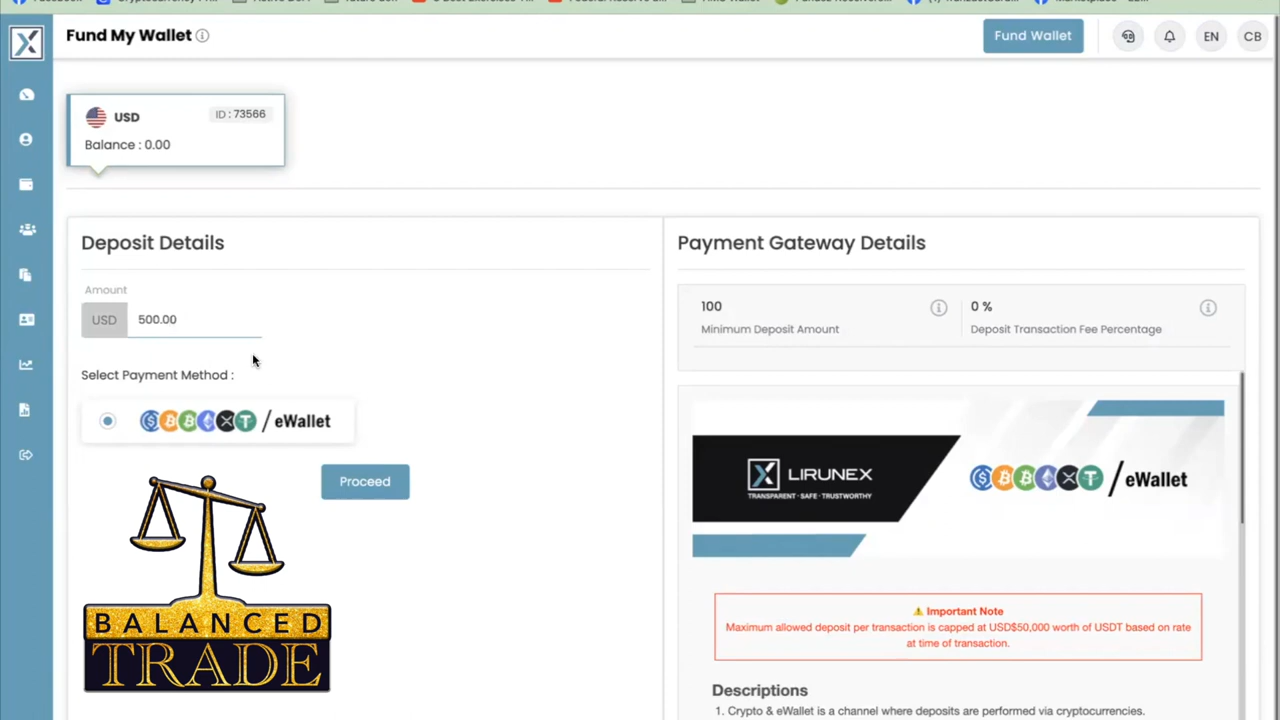 Fund My Wallet
Fund Wallet
EN
CB
USD
ID : 73566
Balance : 0.00
Deposit Details
Amount
USD 500.00
Select Payment Method :
/ eWallet
Proceed
BALANCED
TRADE
Payment Gateway Details
100
Minimum Deposit Amount
0 %
Deposit Transaction Fee Percentage
LIRUNEX
TRANSPARENT · SAFE · TRUSTWORTHY
/ eWallet
Important Note
Maximum allowed deposit per transaction is capped at USD$50,000 worth of USDT based on rate
at time of transaction.
Descriptions
1. Crypto & eWallet is a channel where deposits are performed via cryptocurrencies.